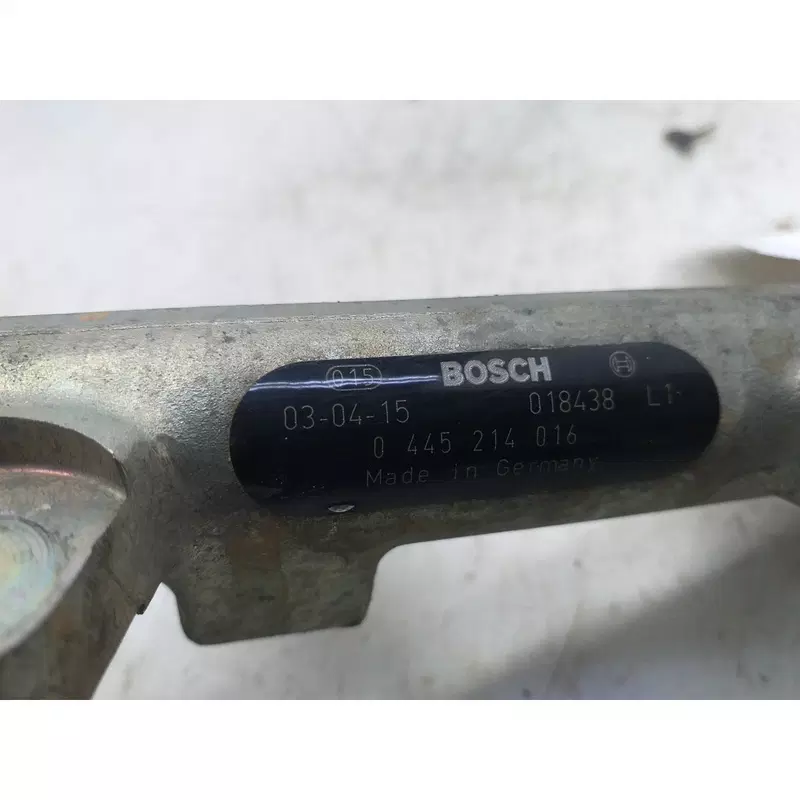 015 BOSCH
03-04-15 018438 L1
0 445 214 016
Made in Germany